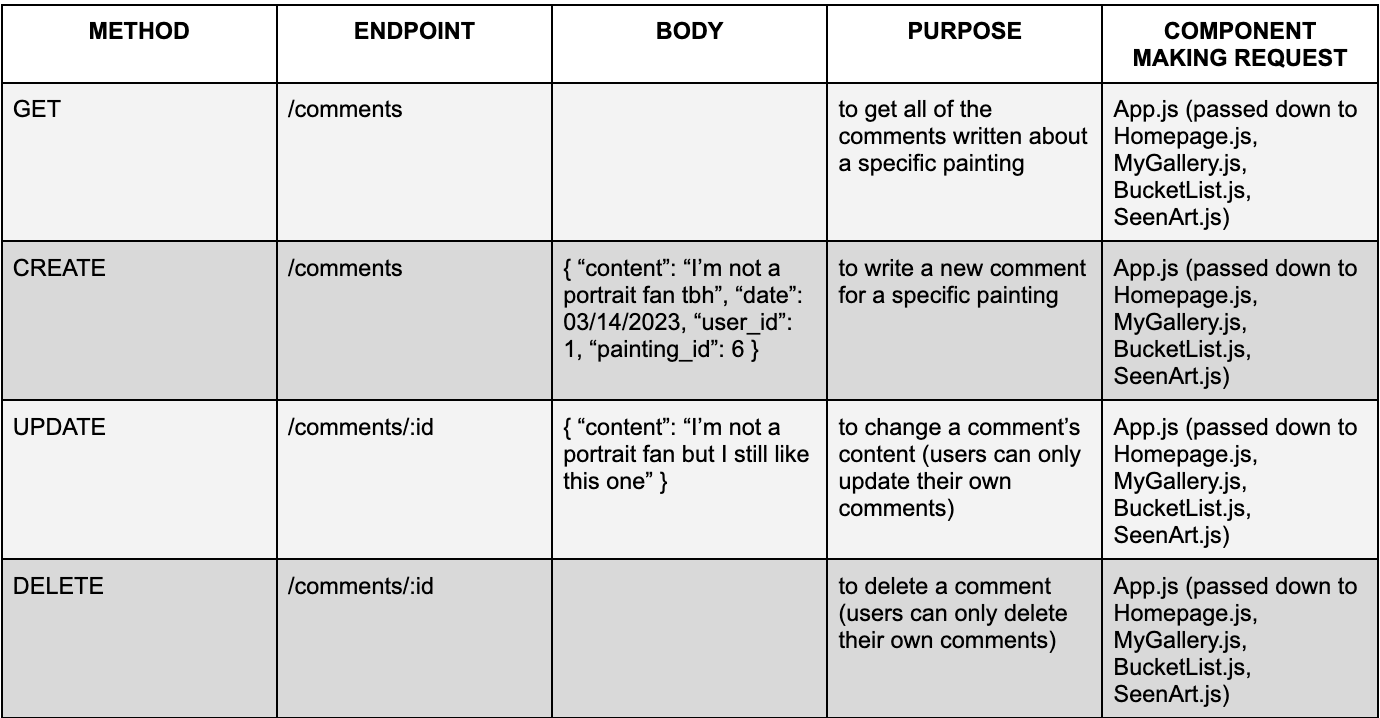 METHOD
ENDPOINT
BODY
PURPOSE
COMPONENT
MAKING REQUEST
GET
/comments
to get all of the
comments written about
a specific painting
App.js (passed down to
Homepage.js,
MyGallery.js,
BucketList.js,
SeenArt.js)
CREATE
/comments
{ “content”: “I’m not a
portrait fan tbh”, “date”:
03/14/2023, “user_id”:
1, “painting_id”: 6 }
to write a new comment
for a specific painting
App.js (passed down to
Homepage.js,
MyGallery.js,
BucketList.js,
SeenArt.js)
UPDATE
/comments/:id
{ “content”: “I’m not a
portrait fan but I still like
this one” }
to change a comment’s
content (users can only
update their own
comments)
App.js (passed down to
Homepage.js,
MyGallery.js,
BucketList.js,
SeenArt.js)
DELETE
/comments/:id
to delete a comment
(users can only delete
their own comments)
App.js (passed down to
Homepage.js,
MyGallery.js,
BucketList.js,
SeenArt.js)